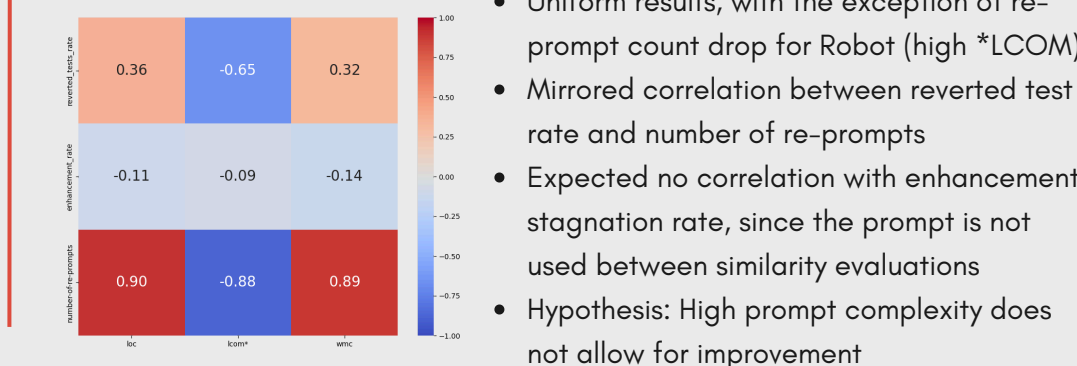 reverted_tests_rate
0.36 -0.65 0.32
enhancement_rate
-0.11 -0.09 -0.14
number-of-re-prompts
0.90 -0.88 0.89
loc lcom* wmc
1.00
0.75
0.50
0.25
0.00
−0.25
−0.50
−0.75
−1.00
• Uniform results, with the exception of re-
prompt count drop for Robot (high *LCOM)
• Mirrored correlation between reverted test
rate and number of re-prompts
• Expected no correlation with enhancement
stagnation rate, since the prompt is not
used between similarity evaluations
• Hypothesis: High prompt complexity does
not allow for improvement